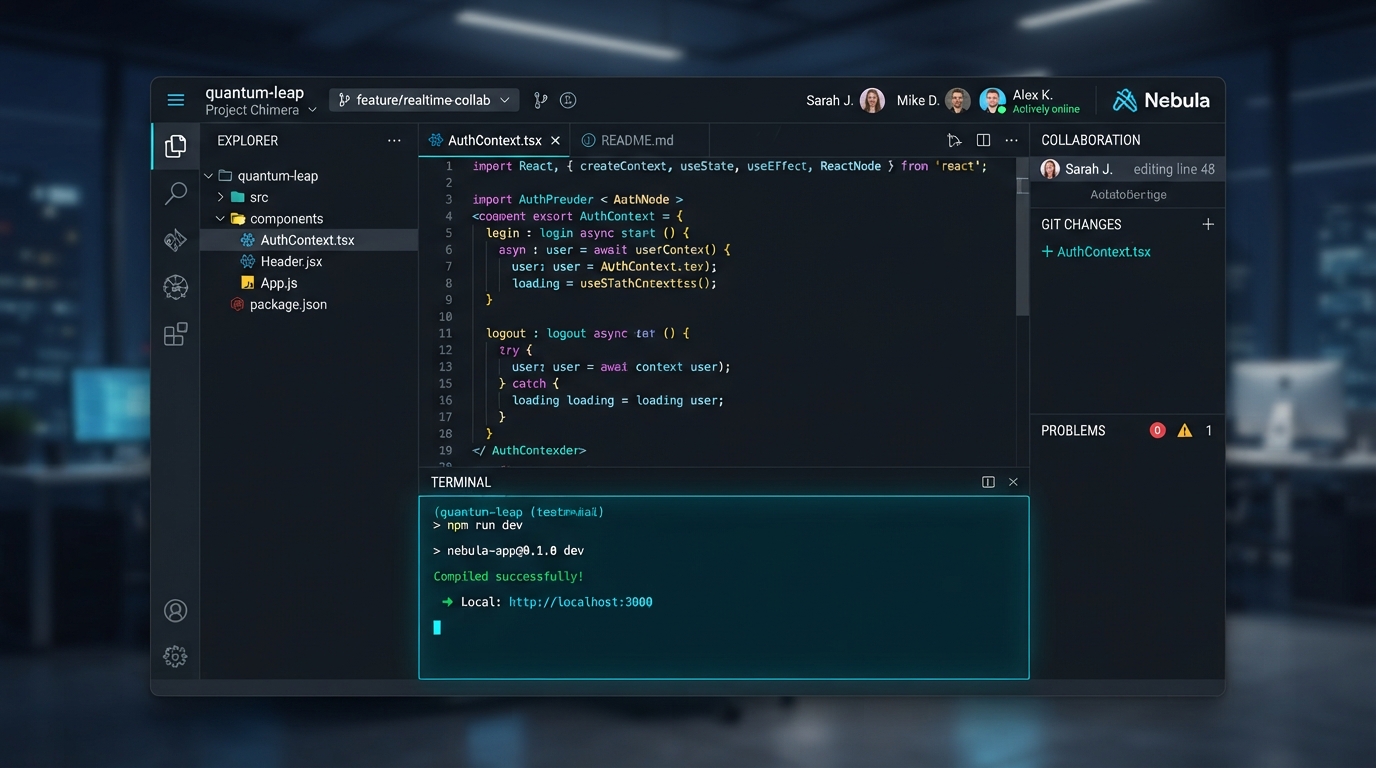 quantum-leap
Project Chimera
feature/realtime-collab
Sarah J.
Mike D.
Alex K.
Actively online
Nebula
EXPLORER
quantum-leap
src
components
AuthContext.tsx
Header.jsx
App.js
package.json
AuthContext.tsx
README.md
1 import React, { createContext, useState, useEffect, ReactNode } from 'react';
2
3 import AuthPreuder < AathNode >
4 <coment exsort AuthContext = {
5 legin : login async start () {
6 asyn : user = await userContex() {
7 user: user = AuthContext.tev);
8 loading = useSTathCntexttss();
9 }
10
11 logout : logout async () {
12 try {
13 user: user = awai context user);
15 } catch {
16 loading loading = loading user;
17 }
18 }
19 </ AuthContexder>
TERMINAL
(quantun-leap
> npm run dev
> nebula-app@0.1.0 dev
Compiled successfully!
➜ Local: http://localhost:3000
COLLABORATION
Sarah J. editing line 48
GIT CHANGES +
+ AuthContext.tsx
PROBLEMS 0 1